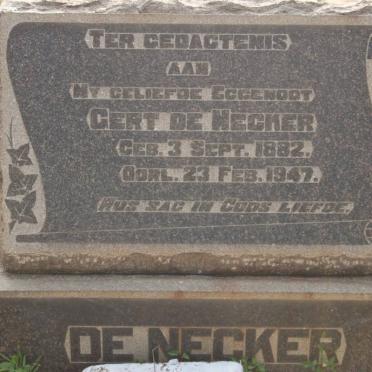 TER GEDAGTENIS
AAN
MY GELIEFDE EGGENOOT
GERT DE NECKER
GEB. 3 SEPT. 1882.
OORL. 23 FEB. 1947.
RUS SAG IN GODS LIEFDE.
DE NECKER